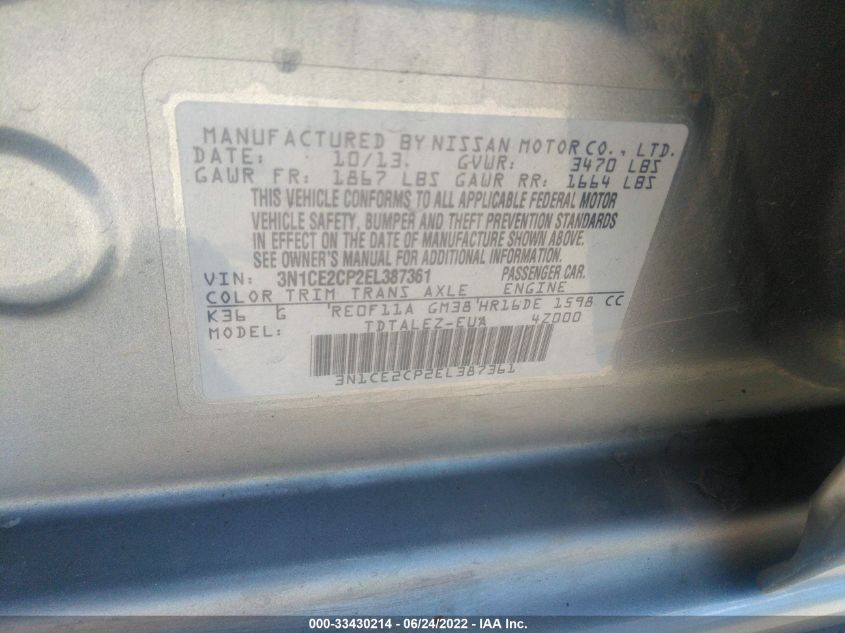 MANUFACTURED BY NISSAN MOTOR CO., LTD.
DATE: 10/13. GVWR: 3470 LBS
GAWR FR: 1867 LBS GAWR RR: 1664 LBS
THIS VEHICLE CONFORMS TO ALL APPLICABLE FEDERAL MOTOR
VEHICLE SAFETY, BUMPER AND THEFT PREVENTION STANDARDS
IN EFFECT ON THE DATE OF MANUFACTURE SHOWN ABOVE.
SEE OWNER'S MANUAL FOR ADDITIONAL INFORMATION.
VIN: 3N1CE2CP2EL387361 PASSENGER CAR.
COLOR TRIM TRANS AXLE ENGINE
K36 G RE0F11A GM38 HR16DE 1598 CC
MODEL: TDTALEZ-EUA 4Z000
3N1CE2CP2EL387361
000-33430214 - 06/24/2022 - IAA Inc.